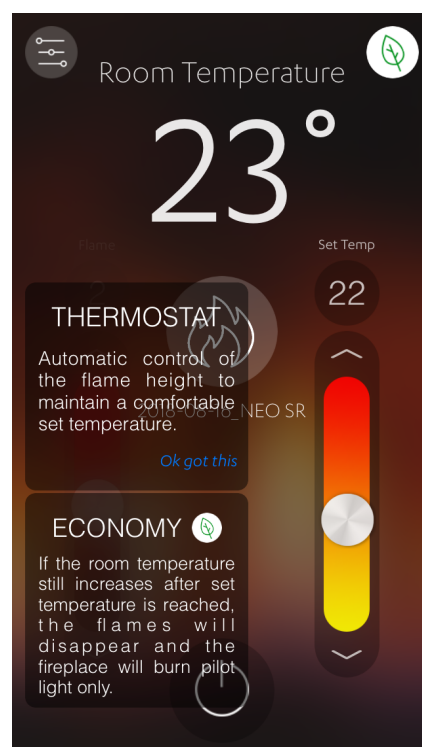 Room Temperature
23°
Flame
Set Temp
2
22
THERMOSTAT
Automatic control of
the flame height to
maintain a comfortable
set temperature.
2018-08-16_NEO SR
Ok got this
ECONOMY
If the room temperature
still increases after set
temperature is reached,
the flames will
disappear and the
fireplace will burn pilot
light only.